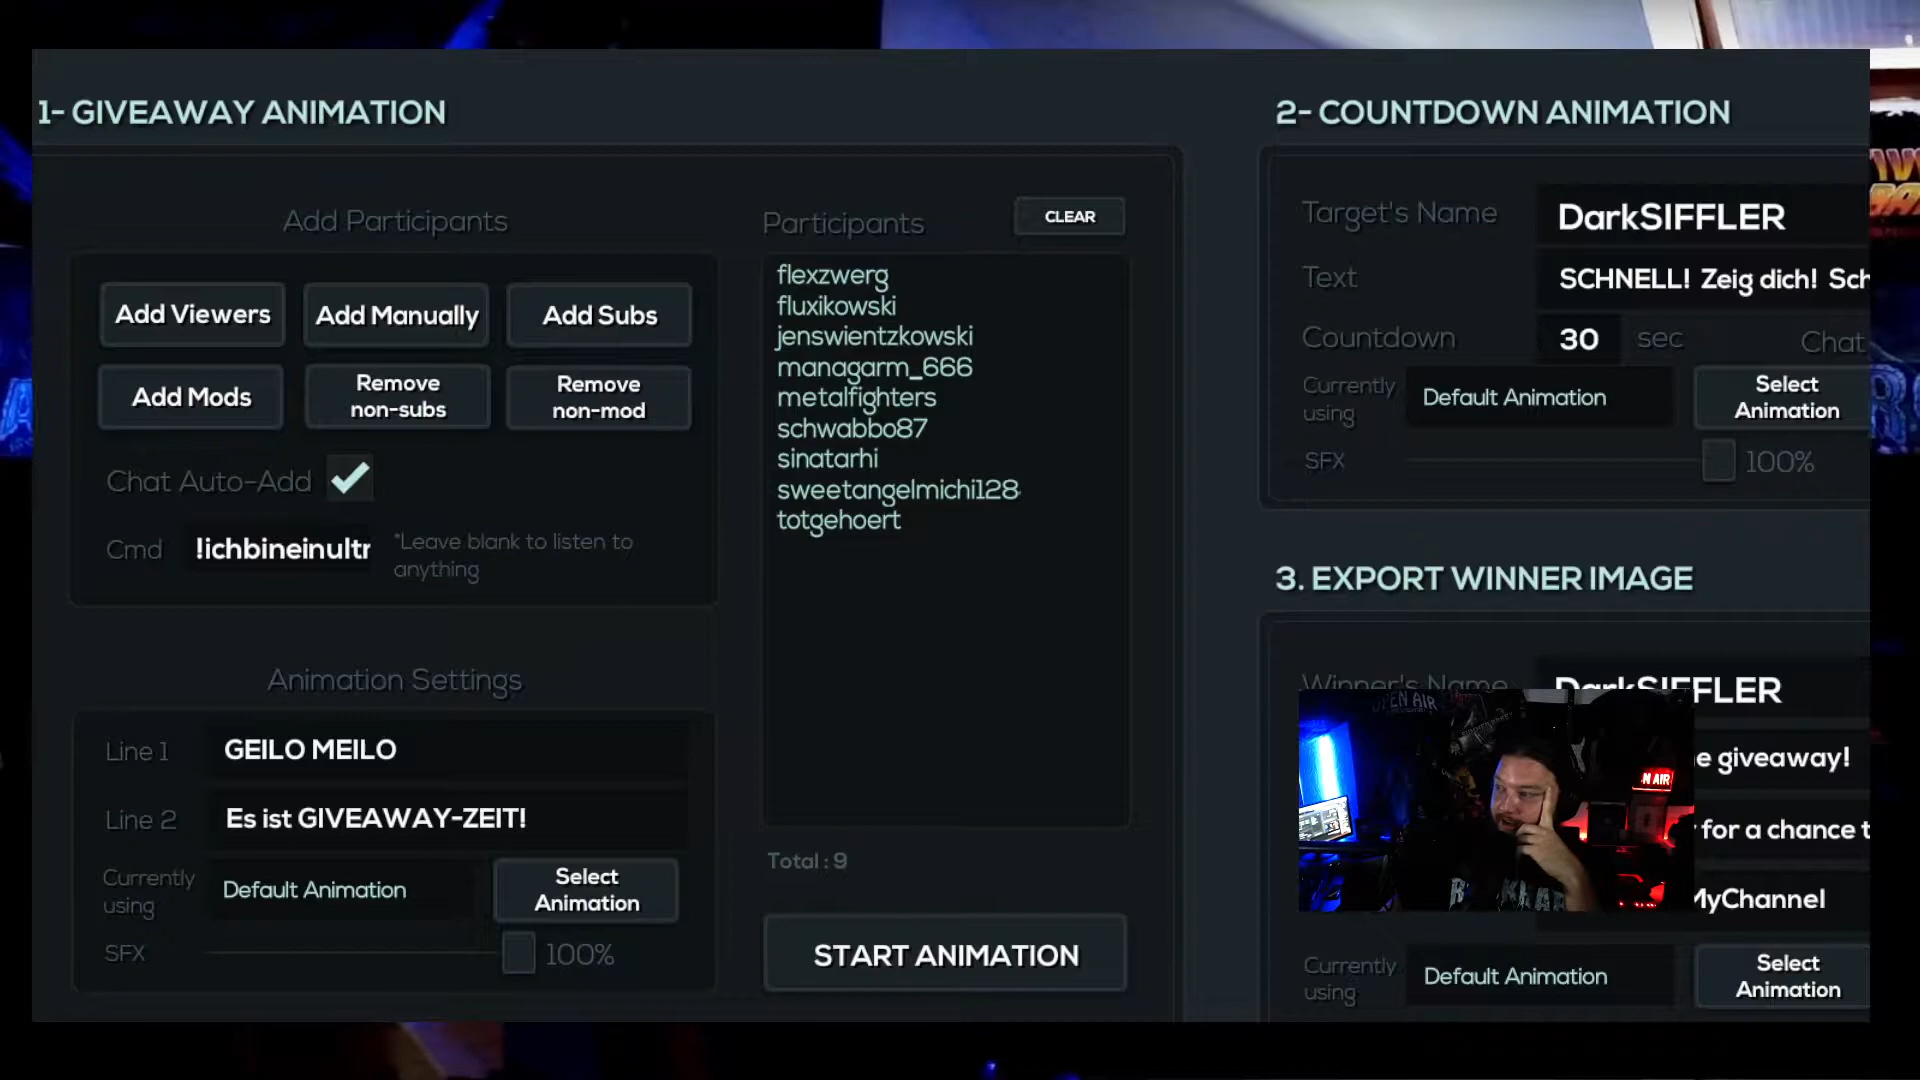 1- GIVEAWAY ANIMATION
Add Participants
Add Viewers
Add Manually
Add Subs
Add Mods
Remove non-subs
Remove non-mod
Chat Auto-Add
Cmd
!ichbineinultr
*Leave blank to listen to
anything
Animation Settings
Line 1
GEILO MEILO
Line 2
Es ist GIVEAWAY-ZEIT!
Currently
using
Default Animation
Select
Animation
SFX
100%
Participants
CLEAR
flexzwerg
fluxikowski
jenswientzkowski
managarm_666
metalfighters
schwabbo87
sinatarhi
sweetangelmichi128
totgehoert
Total : 9
START ANIMATION
2- COUNTDOWN ANIMATION
Target's Name
DarkSIFFLER
Text
SCHNELL! Zeig dich! Sch
Countdown
30
sec
Chat
Currently
using
Default Animation
Select
Animation
SFX
100%
3. EXPORT WINNER IMAGE
Winner's Name
DarkSIFFLER
e giveaway!
for a chance t
MyChannel
Currently
using
Default Animation
Select
Animation
OPEN AIR
N AIR